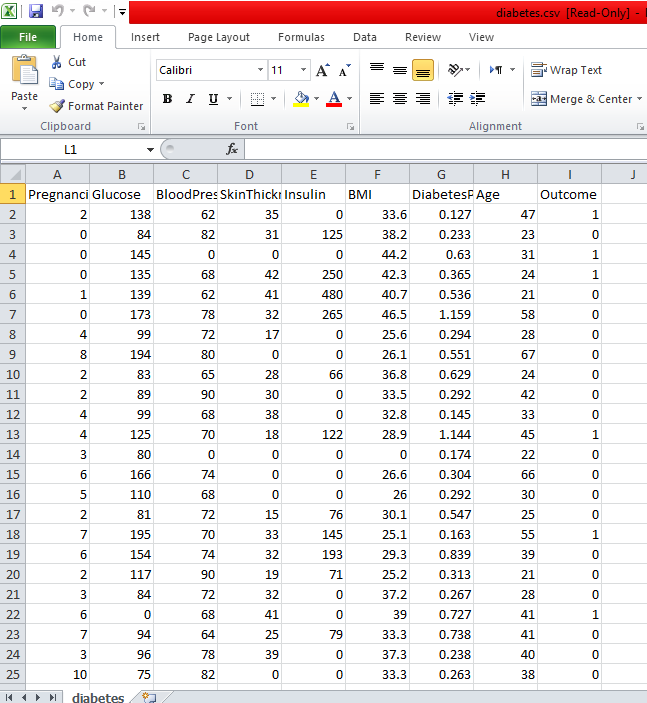 diabetes.csv [Read-Only] -
File Home Insert Page Layout Formulas Data Review View
Cut
Copy
Format Painter
Paste
Clipboard
Calibri 11
B I U
Font
Wrap Text
Merge & Center
Alignment
L1 fx
A B C D E F G H I J
1 Pregnanci Glucose BloodPres SkinThickn Insulin BMI DiabetesP Age Outcome
2 2 138 62 35 0 33.6 0.127 47 1
3 0 84 82 31 125 38.2 0.233 23 0
4 0 145 0 0 0 44.2 0.63 31 1
5 0 135 68 42 250 42.3 0.365 24 1
6 1 139 62 41 480 40.7 0.536 21 0
7 0 173 78 32 265 46.5 1.159 58 0
8 4 99 72 17 0 25.6 0.294 28 0
9 8 194 80 0 0 26.1 0.551 67 0
10 2 83 65 28 66 36.8 0.629 24 0
11 2 89 90 30 0 33.5 0.292 42 0
12 4 99 68 38 0 32.8 0.145 33 0
13 4 125 70 18 122 28.9 1.144 45 1
14 3 80 0 0 0 0 0.174 22 0
15 6 166 74 0 0 26.6 0.304 66 0
16 5 110 68 0 0 26 0.292 30 0
17 2 81 72 15 76 30.1 0.547 25 0
18 7 195 70 33 145 25.1 0.163 55 1
19 6 154 74 32 193 29.3 0.839 39 0
20 2 117 90 19 71 25.2 0.313 21 0
21 3 84 72 32 0 37.2 0.267 28 0
22 6 0 68 41 0 39 0.727 41 1
23 7 94 64 25 79 33.3 0.738 41 0
24 3 96 78 39 0 37.3 0.238 40 0
25 10 75 82 0 0 33.3 0.263 38 0
diabetes